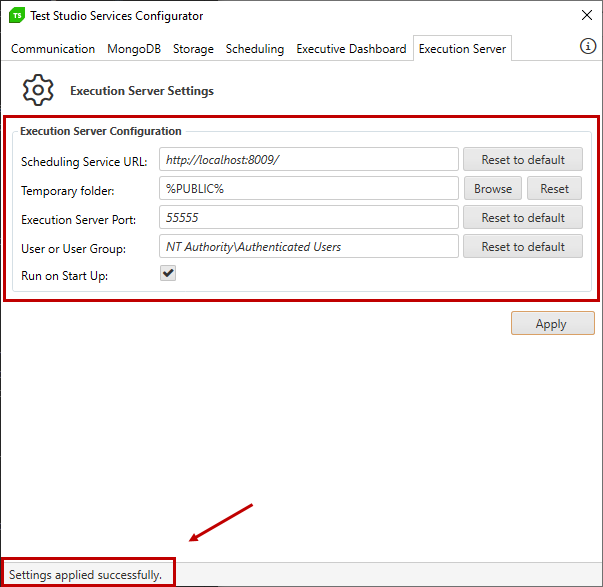 TS Test Studio Services Configurator
Communication MongoDB Storage Scheduling Executive Dashboard Execution Server
Execution Server Settings
Execution Server Configuration
Scheduling Service URL: http://localhost:8009/ Reset to default
Temporary folder: %PUBLIC% Browse Reset
Execution Server Port: 55555 Reset to default
User or User Group: NT Authority\Authenticated Users Reset to default
Run on Start Up:
Apply
Settings applied successfully.